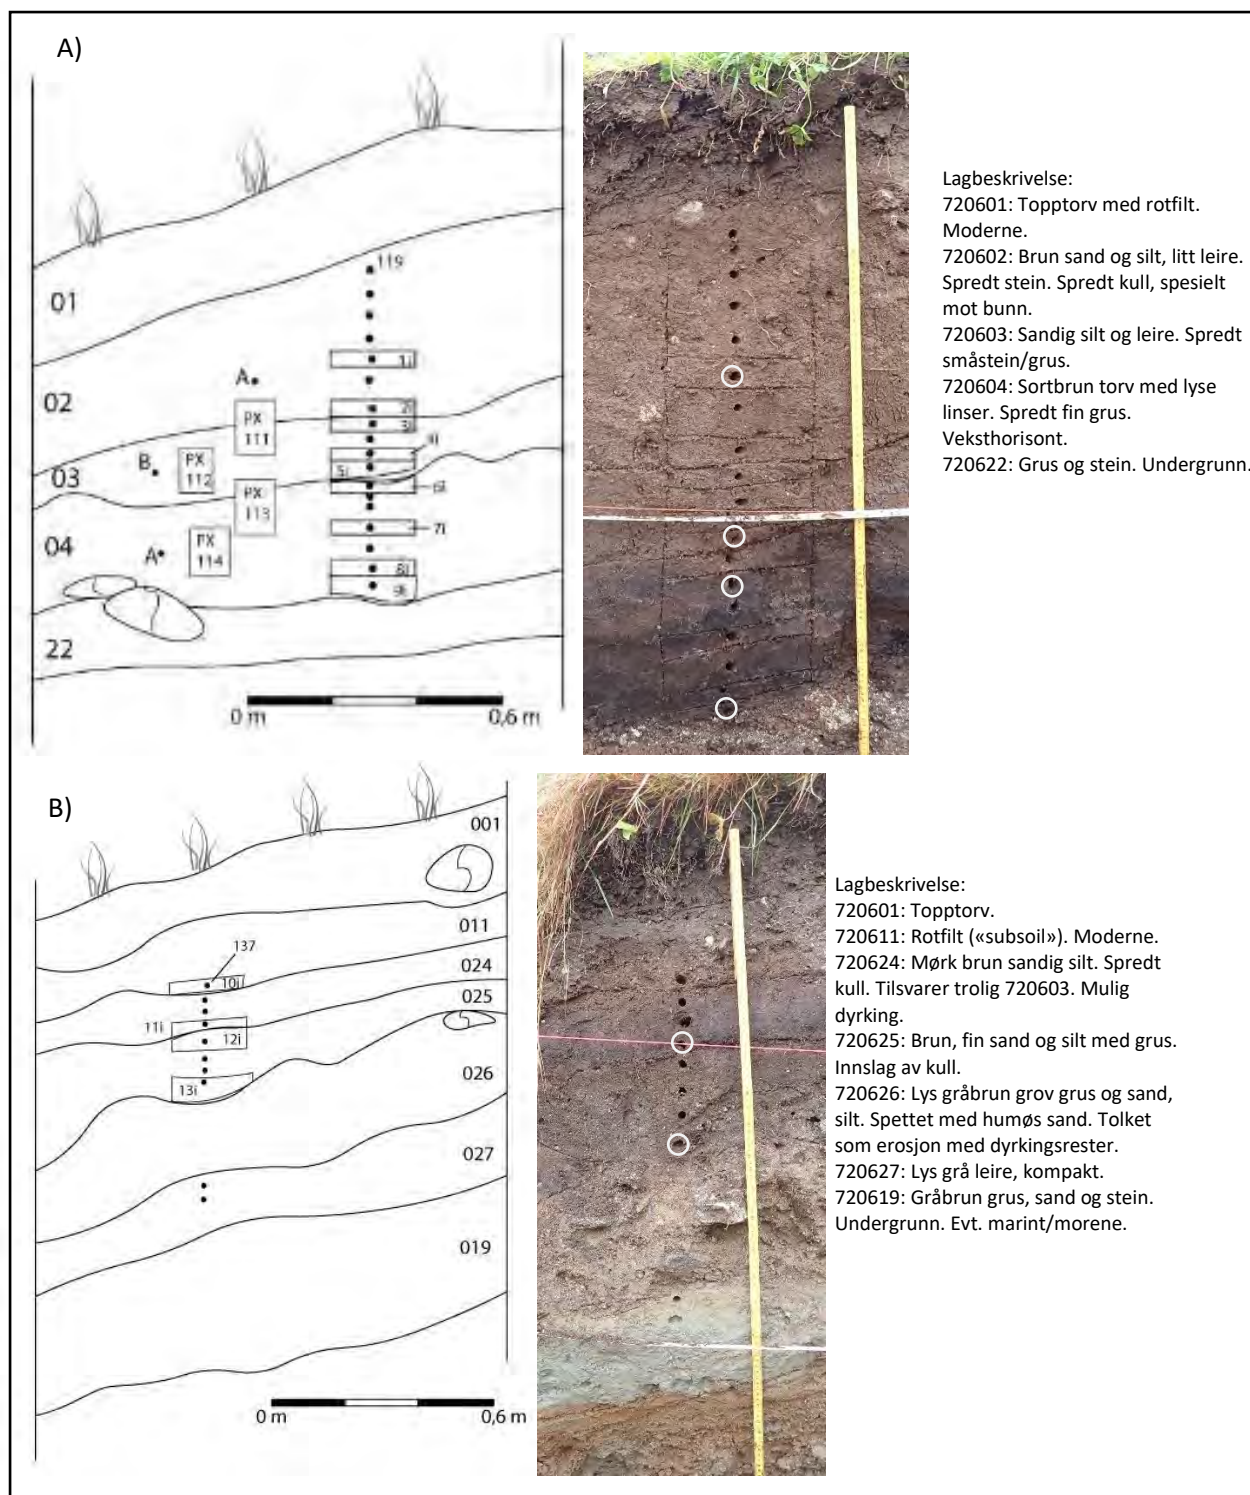 A)
119
01
1i
A
02
2i
3i
PX
111
4i
B
PX
112
5i
03
6i
PX
113
7i
04
A
PX
114
8i
9i
22
0 m
0,6 m
Lagbeskrivelse:
720601: Topptorv med rotfilt.
Moderne.
720602: Brun sand og silt, litt leire.
Spredt stein. Spredt kull, spesielt
mot bunn.
720603: Sandig silt og leire. Spredt
småstein/grus.
720604: Sortbrun torv med lyse
linser. Spredt fin grus.
Veksthorisont.
720622: Grus og stein. Undergrunn.
B)
001
011
137
024
10i
025
11i
12i
026
13i
027
019
0 m
0,6 m
Lagbeskrivelse:
720601: Topptorv.
720611: Rotfilt («subsoil»). Moderne.
720624: Mørk brun sandig silt. Spredt
kull. Tilsvarer trolig 720603. Mulig
dyrking.
720625: Brun, fin sand og silt med grus.
Innslag av kull.
720626: Lys gråbrun grov grus og sand,
silt. Spettet med humøs sand. Tolket
som erosjon med dyrkingsrester.
720627: Lys grå leire, kompakt.
720619: Gråbrun grus, sand og stein.
Undergrunn. Evt. marint/morene.